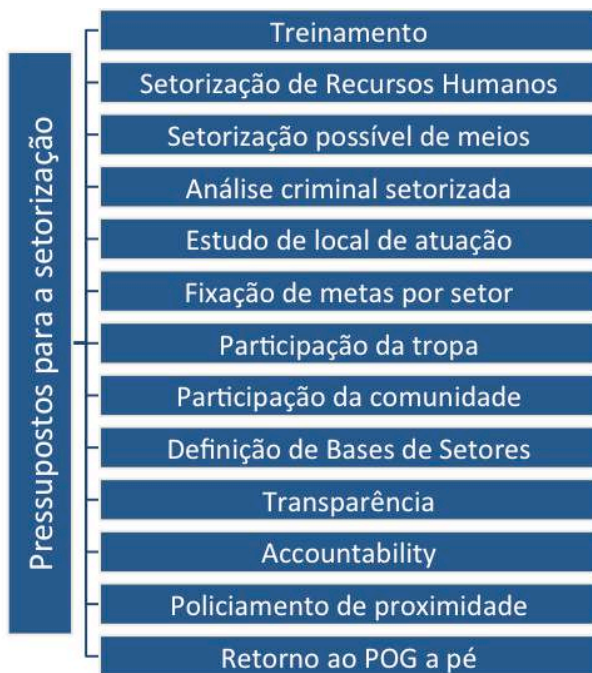 Pressupostos para a setorização
Treinamento
Setorização de Recursos Humanos
Setorização possível de meios
Análise criminal setorizada
Estudo de local de atuação
Fixação de metas por setor
Participação da tropa
Participação da comunidade
Definição de Bases de Setores
Transparência
Accountability
Policiamento de proximidade
Retorno ao POG a pé